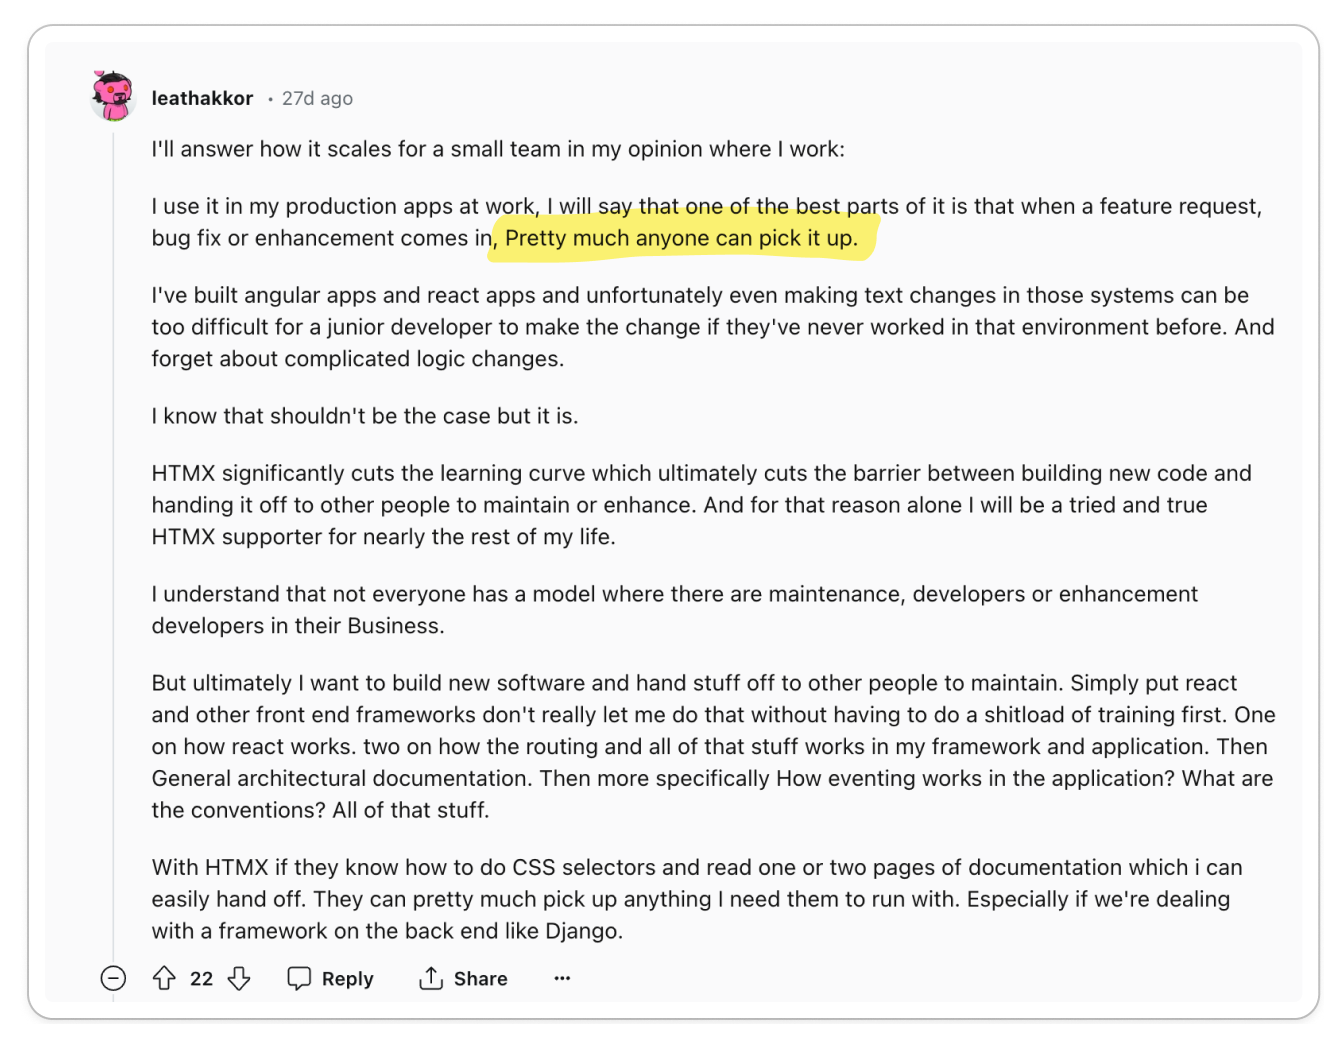 leathakkor • 27d ago
I'll answer how it scales for a small team in my opinion where I work:
I use it in my production apps at work, I will say that one of the best parts of it is that when a feature request,
bug fix or enhancement comes in, Pretty much anyone can pick it up.
I've built angular apps and react apps and unfortunately even making text changes in those systems can be
too difficult for a junior developer to make the change if they've never worked in that environment before. And
forget about complicated logic changes.
I know that shouldn't be the case but it is.
HTMX significantly cuts the learning curve which ultimately cuts the barrier between building new code and
handing it off to other people to maintain or enhance. And for that reason alone I will be a tried and true
HTMX supporter for nearly the rest of my life.
I understand that not everyone has a model where there are maintenance, developers or enhancement
developers in their Business.
But ultimately I want to build new software and hand stuff off to other people to maintain. Simply put react
and other front end frameworks don't really let me do that without having to do a shitload of training first. One
on how react works. two on how the routing and all of that stuff works in my framework and application. Then
General architectural documentation. Then more specifically How eventing works in the application? What are
the conventions? All of that stuff.
With HTMX if they know how to do CSS selectors and read one or two pages of documentation which i can
easily hand off. They can pretty much pick up anything I need them to run with. Especially if we're dealing
with a framework on the back end like Django.
22 Reply Share ...